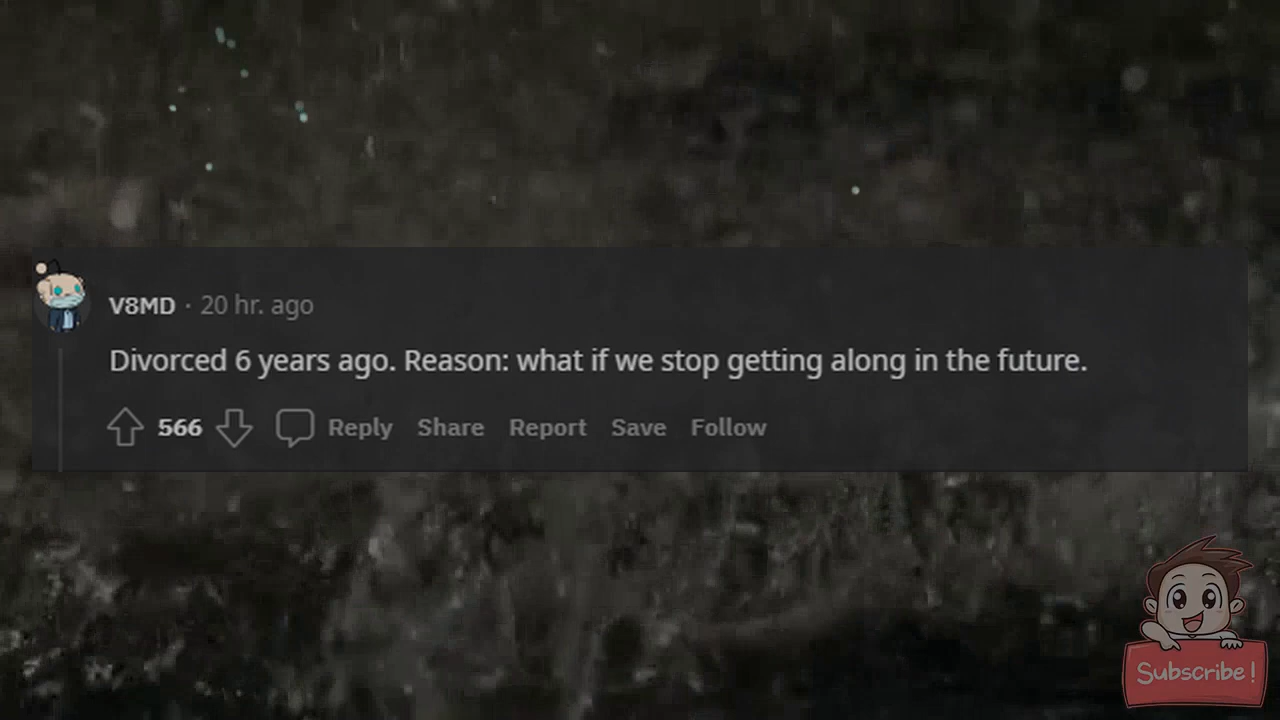 V8MD · 20 hr. ago
Divorced 6 years ago. Reason: what if we stop getting along in the future.
566 Reply Share Report Save Follow
Subscribe!